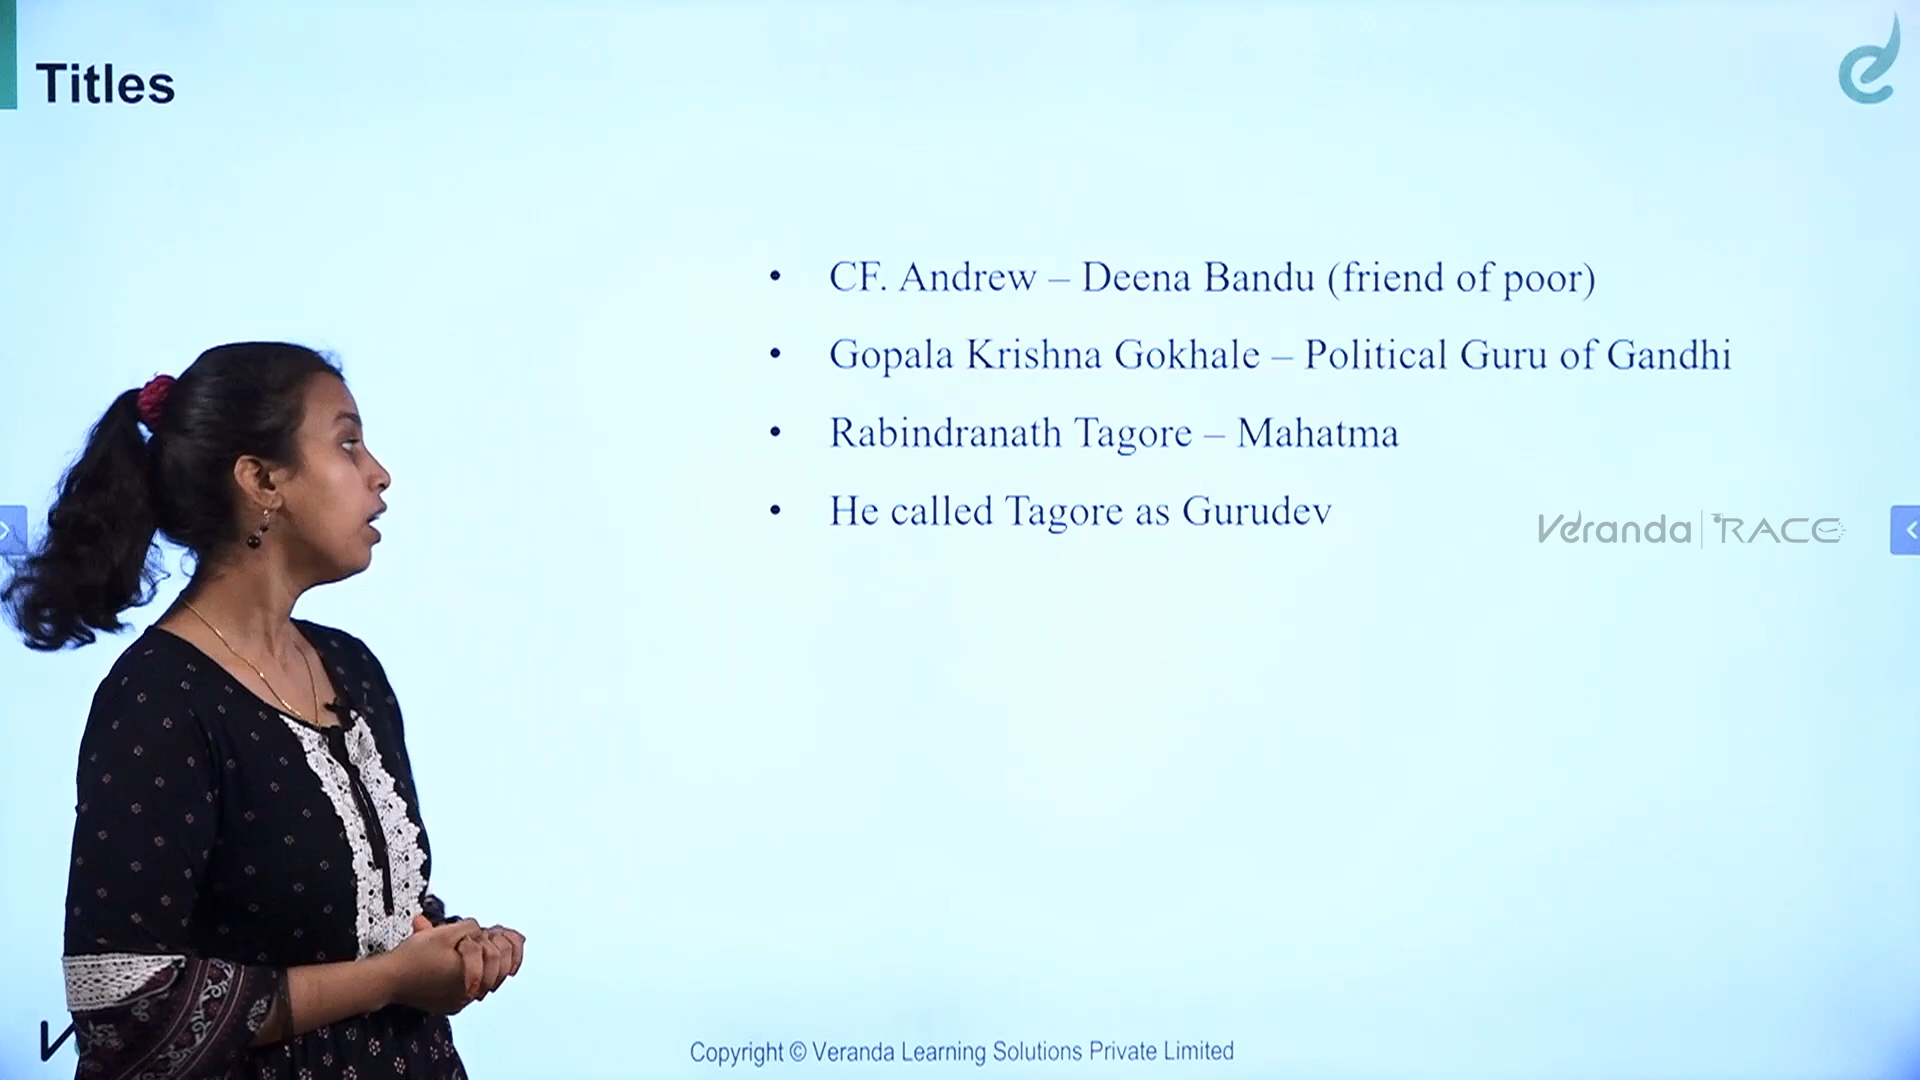 Titles
• CF. Andrew – Deena Bandu (friend of poor)
• Gopala Krishna Gokhale – Political Guru of Gandhi
• Rabindranath Tagore – Mahatma
• He called Tagore as Gurudev
Veranda RACE
Copyright © Veranda Learning Solutions Private Limited